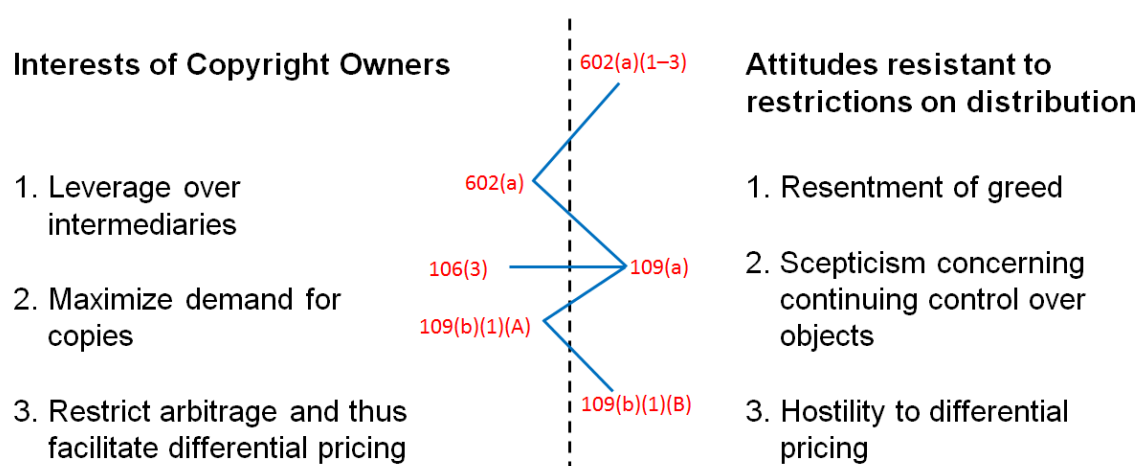 Interests of Copyright Owners
1. Leverage over
intermediaries
2. Maximize demand for
copies
3. Restrict arbitrage and thus
facilitate differential pricing
602(a)(1–3)
602(a)
106(3)
109(a)
109(b)(1)(A)
109(b)(1)(B)
Attitudes resistant to
restrictions on distribution
1. Resentment of greed
2. Scepticism concerning
continuing control over
objects
3. Hostility to differential
pricing